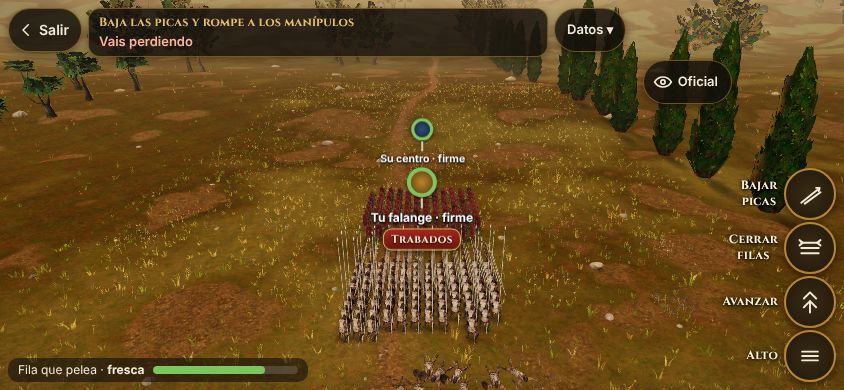 Salir
BAJA LAS PICAS Y ROMPE A LOS MANÍPULOS
Vais perdiendo
Datos ▾
Oficial
Su centro · firme
Tu falange · firme
TRABADOS
BAJAR
PICAS
CERRAR
FILAS
AVANZAR
ALTO
Fila que pelea · fresca